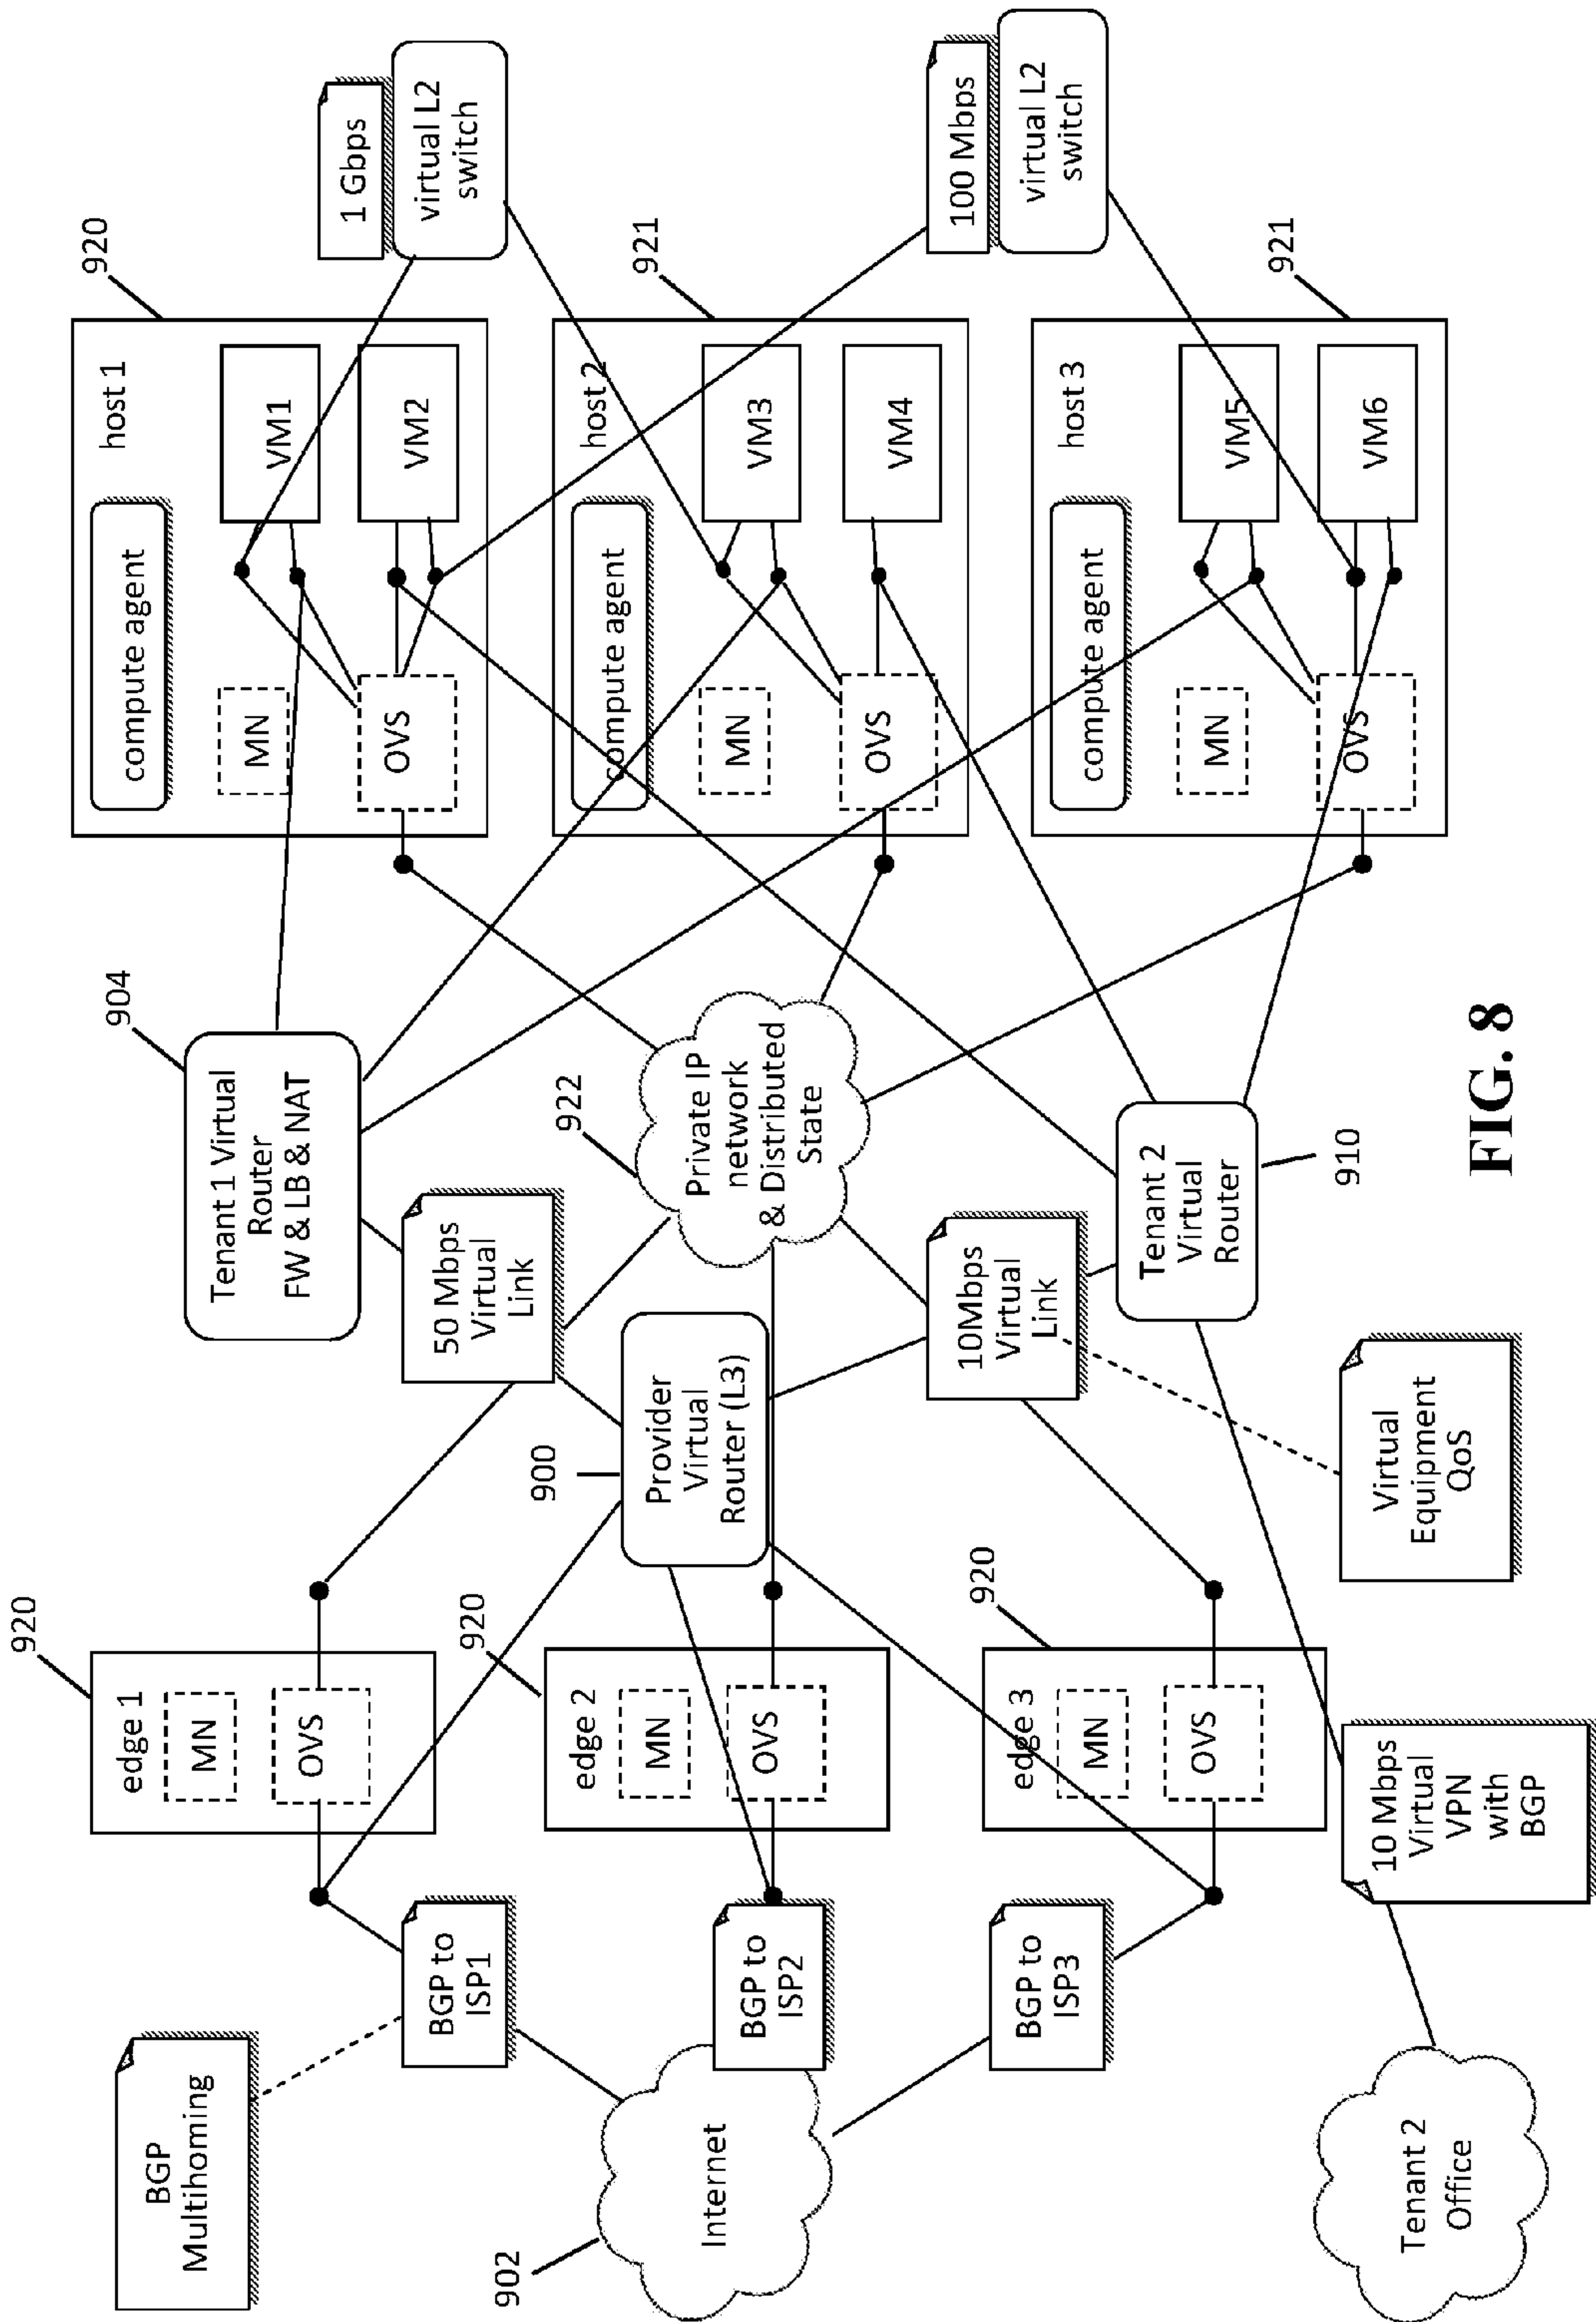 BGP
Multihoming
902
Internet
Tenant 2
Office
BGP to
ISP1
BGP to
ISP2
BGP to
ISP3
10 Mbps
Virtual
VPN
with
BGP
920
edge 1
MN
OVS
920
edge 2
MN
OVS
920
edge 3
MN
OVS
900
Provider
Virtual
Router (L3)
Virtual
Equipment
QoS
904
Tenant 1 Virtual
Router
FW & LB & NAT
50 Mbps
Virtual
Link
922
Private IP
network
& Distributed
State
10Mbps
Virtual
Link
Tenant 2
Virtual
Router
910
920
host 1
compute agent
MN
OVS
VM1
VM2
921
host 2
compute agent
MN
OVS
VM3
VM4
921
host 3
compute agent
MN
OVS
VM5
VM6
1 Gbps
virtual L2
switch
100 Mbps
virtual L2
switch
FIG. 8